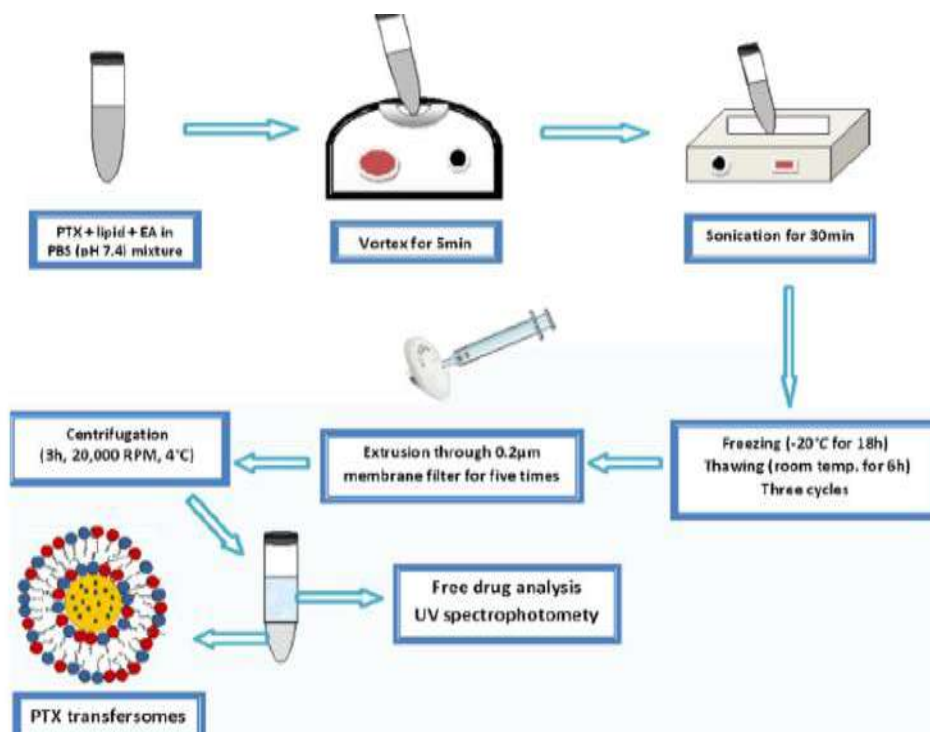 PTX + lipid + EA in
PBS (pH 7.4) mixture
Vortex for 5min
Sonication for 30min
Freezing (-20°C for 18h)
Thawing (room temp. for 6h)
Three cycles
Extrusion through 0.2µm
membrane filter for five times
Centrifugation
(3h, 20,000 RPM, 4°C)
Free drug analysis
UV spectrophotomety
PTX transfersomes